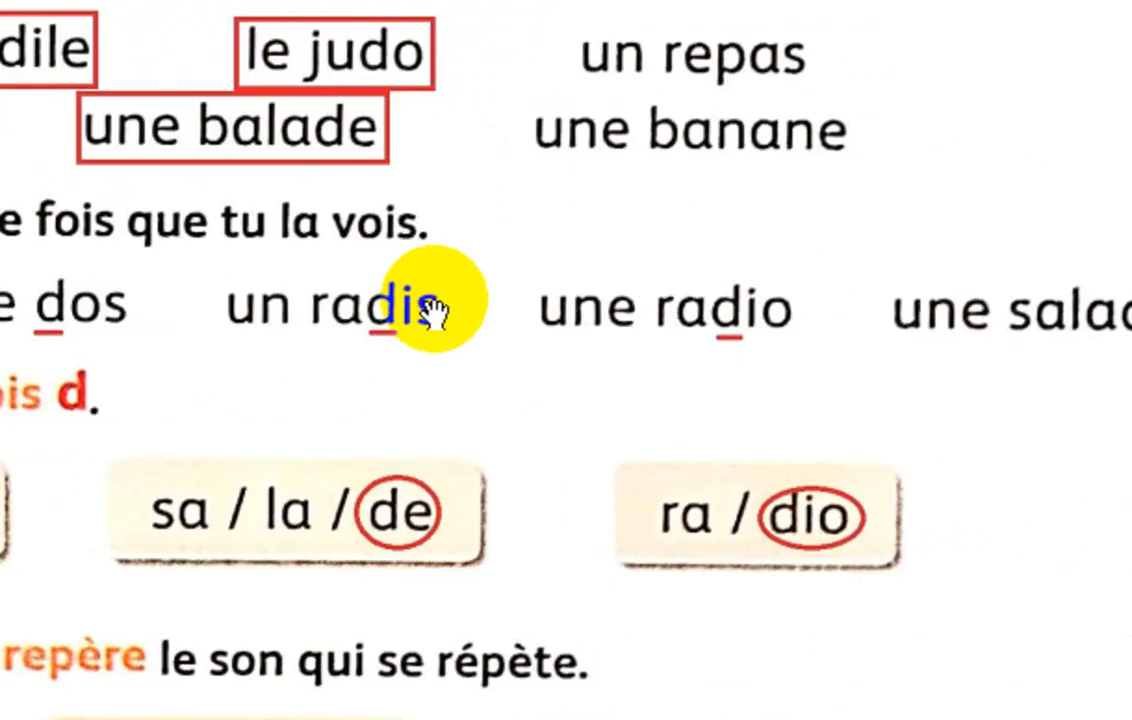 dile le judo un repas
une balade une banane
e fois que tu la vois.
e dos un radis une radio une salad
ois d.
sa / la / de ra / dio
repère le son qui se répète.